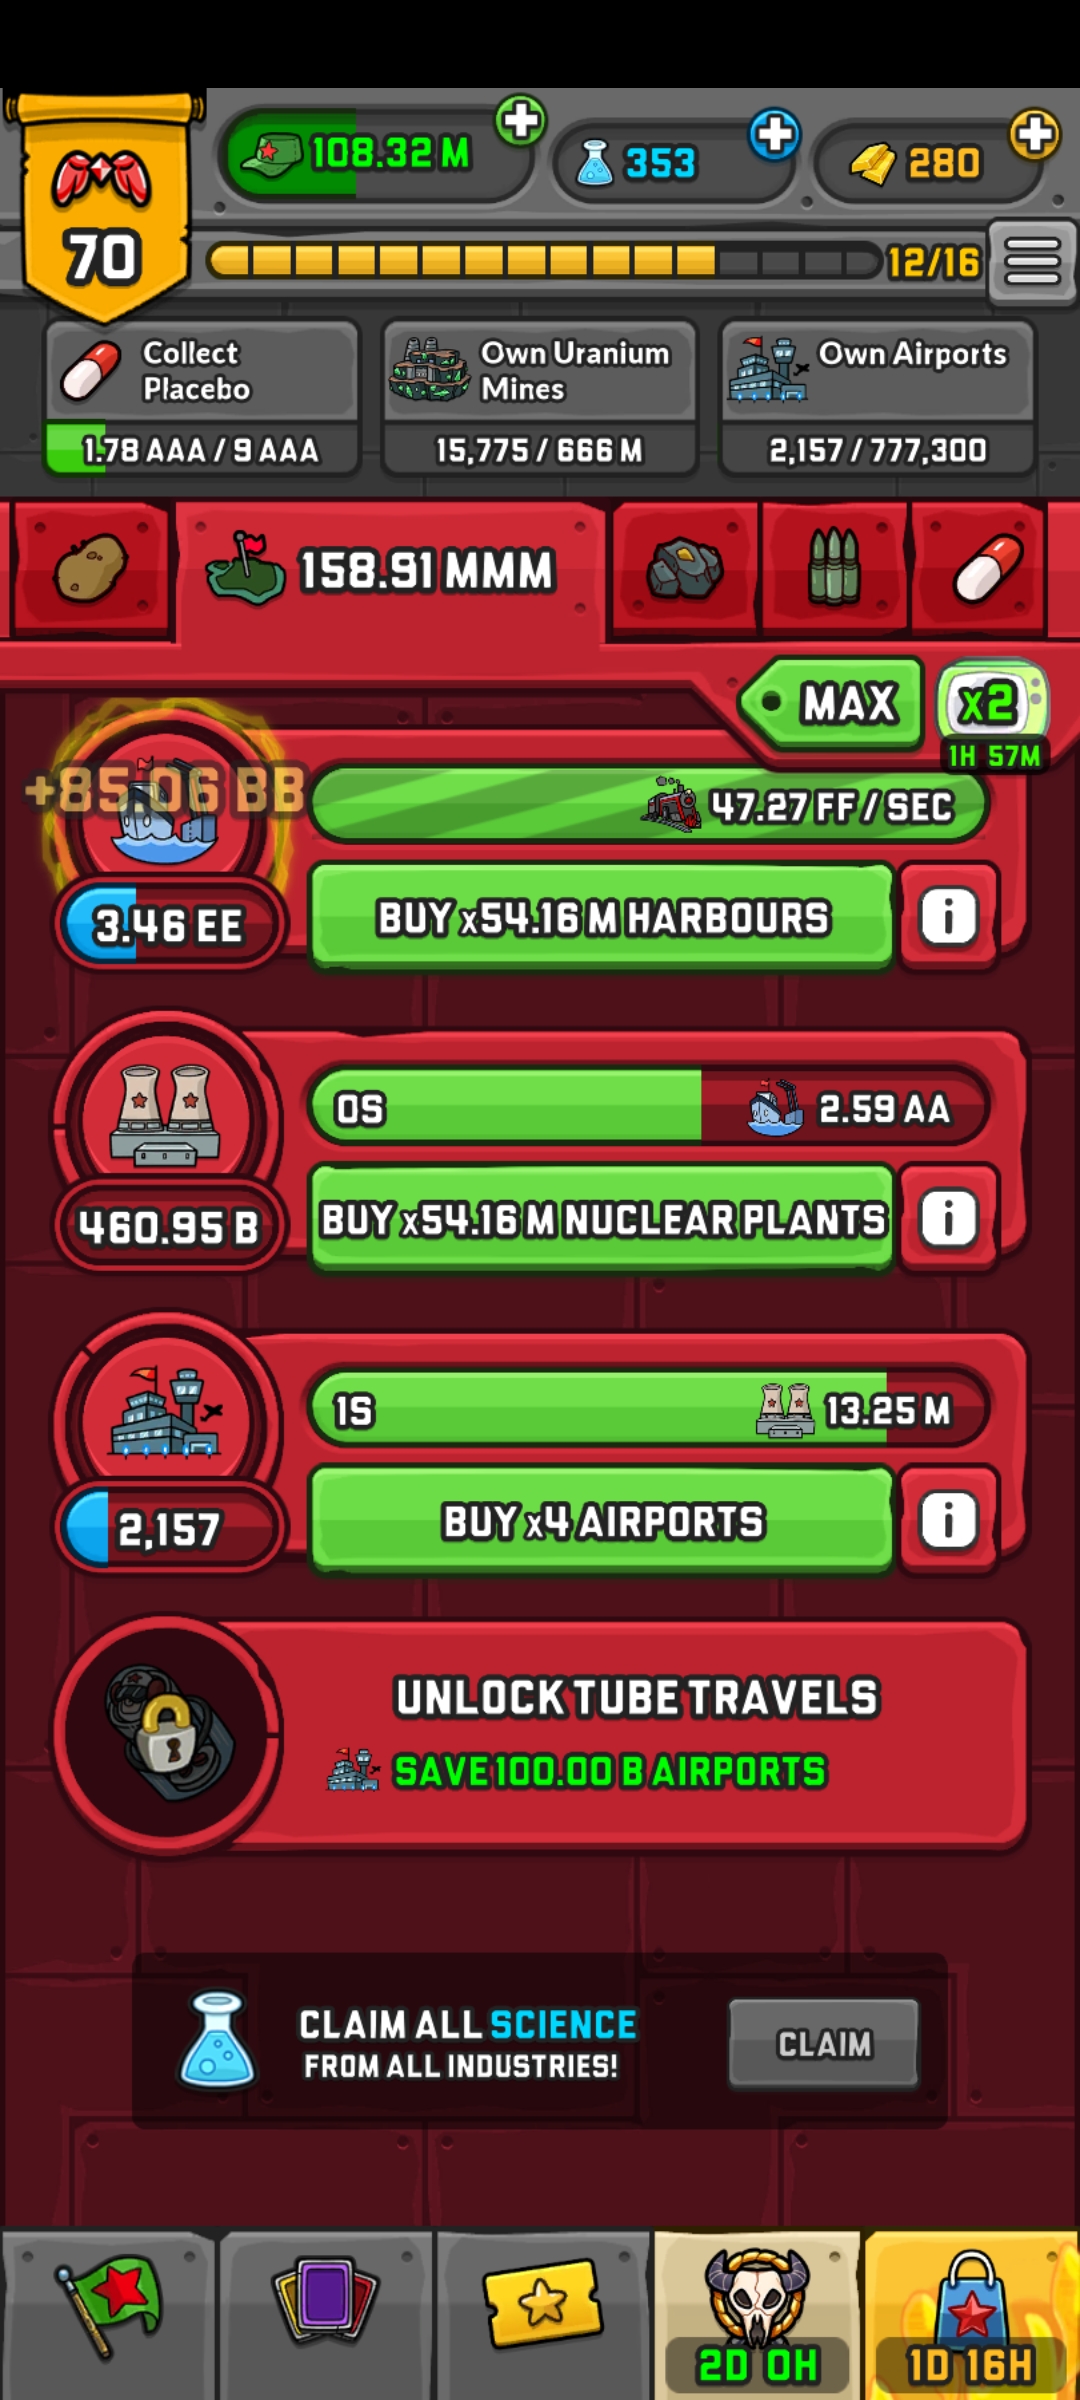 70
108.32 M
353
280
12/16
Collect
Placebo
1.78 AAA / 9 AAA
Own Uranium
Mines
15,775 / 666 M
Own Airports
2,157 / 777,300
158.91 MMM
MAX
x2
1H 57M
+85.06 BB
47.27 FF / SEC
3.46 EE
BUY x54.16 M HARBOURS
i
0S
2.59 AA
460.95 B
BUY x54.16 M NUCLEAR PLANTS
i
1S
13.25 M
2,157
BUY x4 AIRPORTS
i
UNLOCK TUBE TRAVELS
SAVE 100.00 B AIRPORTS
CLAIM ALL SCIENCE
FROM ALL INDUSTRIES!
CLAIM
2D 0H
1D 16H